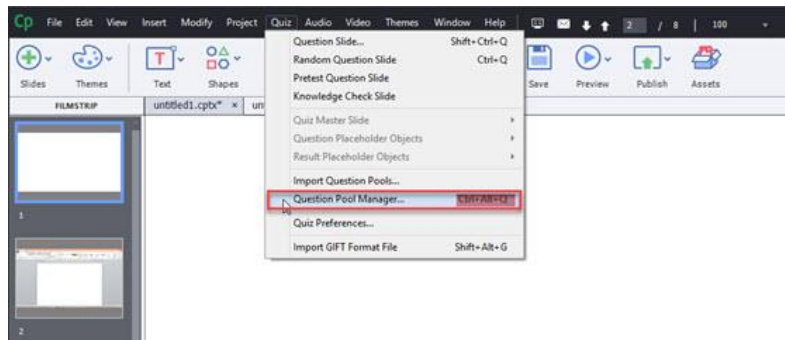 Cp File Edit View Insert Modify Project Quiz Audio Video Themes Window Help 2 / 8 100
Slides Themes Text Shapes Save Preview Publish Assets
FILMSTRIP untitled1.cptx* × un
Question Slide... Shift+Ctrl+Q
Random Question Slide Ctrl+Q
Pretest Question Slide
Knowledge Check Slide
Quiz Master Slide
Question Placeholder Objects
Result Placeholder Objects
Import Question Pools...
Question Pool Manager... Ctrl+Alt+Q
Quiz Preferences...
Import GIFT Format File Shift+Alt+G
1
2